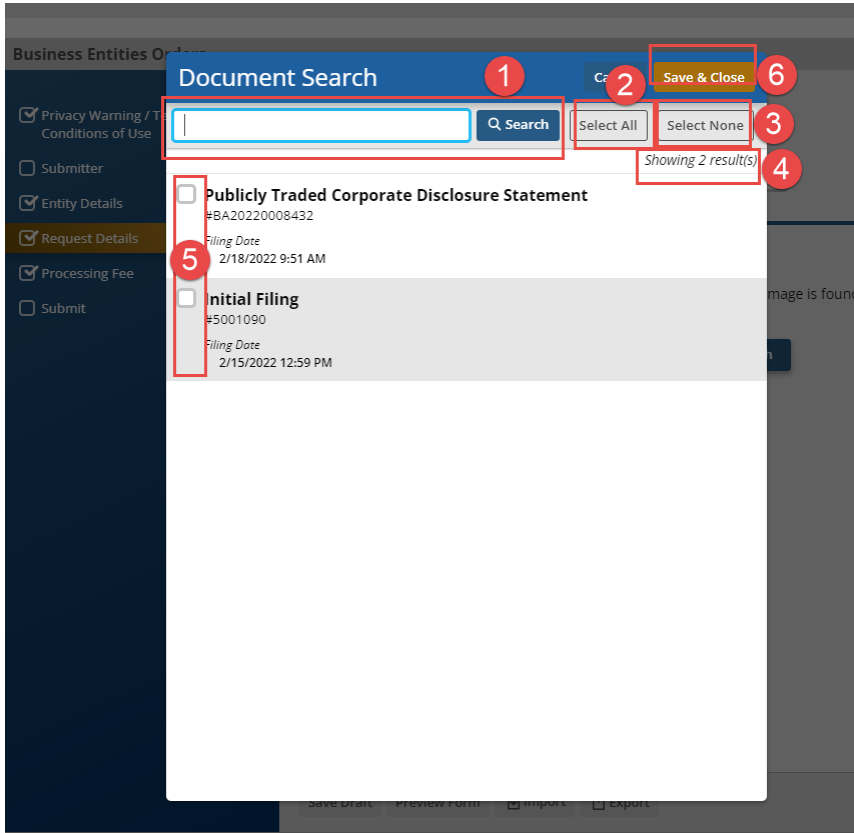 Business Entities Orders
Document Search
1
Save & Close
6
2
Search
Select All
Select None
3
Showing 2 result(s)
4
Privacy Warning /
Conditions of Use
Submitter
Entity Details
Request Details
Processing Fee
Submit
Publicly Traded Corporate Disclosure Statement
#BA20220008432
Filing Date
2/18/2022 9:51 AM
5
Initial Filing
#5001090
Filing Date
2/15/2022 12:59 PM
mage is foun
Save Draft
Preview Form
Import
Export